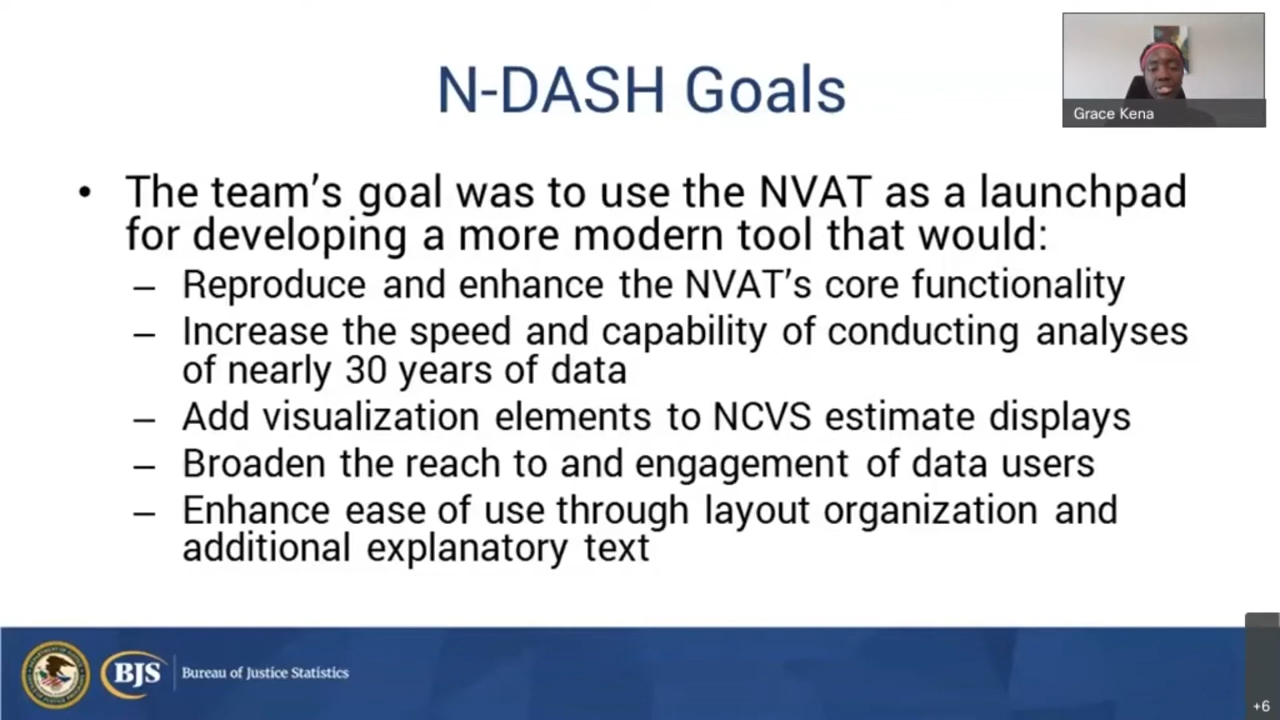 N-DASH Goals
Grace Kena
• The team's goal was to use the NVAT as a launchpad
for developing a more modern tool that would:
– Reproduce and enhance the NVAT's core functionality
– Increase the speed and capability of conducting analyses
of nearly 30 years of data
– Add visualization elements to NCVS estimate displays
– Broaden the reach to and engagement of data users
– Enhance ease of use through layout organization and
additional explanatory text
BJS
Bureau of Justice Statistics
+6